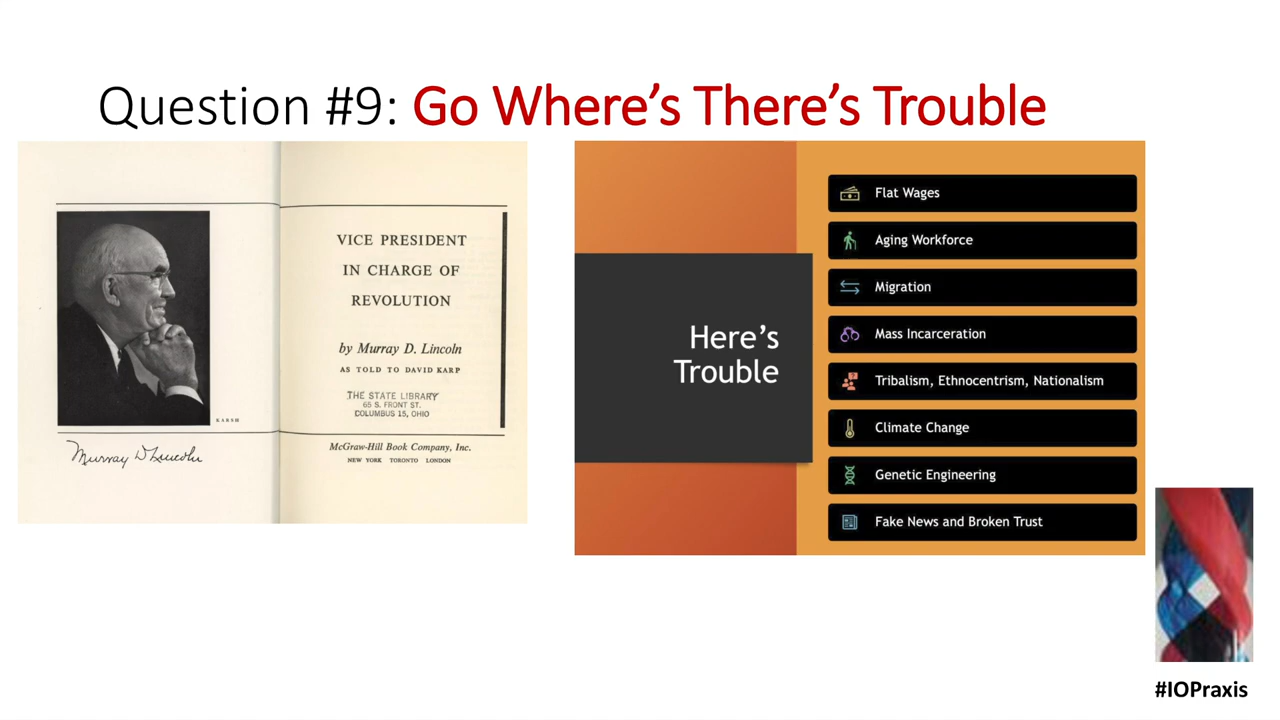 Question #9: Go Where’s There’s Trouble
KARSH
Murray D Lincoln
VICE PRESIDENT
IN CHARGE OF
REVOLUTION
by Murray D. Lincoln
AS TOLD TO DAVID KARP
THE STATE LIBRARY
65 S. FRONT ST.
COLUMBUS 15, OHIO
McGraw-Hill Book Company, Inc.
NEW YORK TORONTO LONDON
Here’s
Trouble
Flat Wages
Aging Workforce
Migration
Mass Incarceration
Tribalism, Ethnocentrism, Nationalism
Climate Change
Genetic Engineering
Fake News and Broken Trust
#IOPraxis